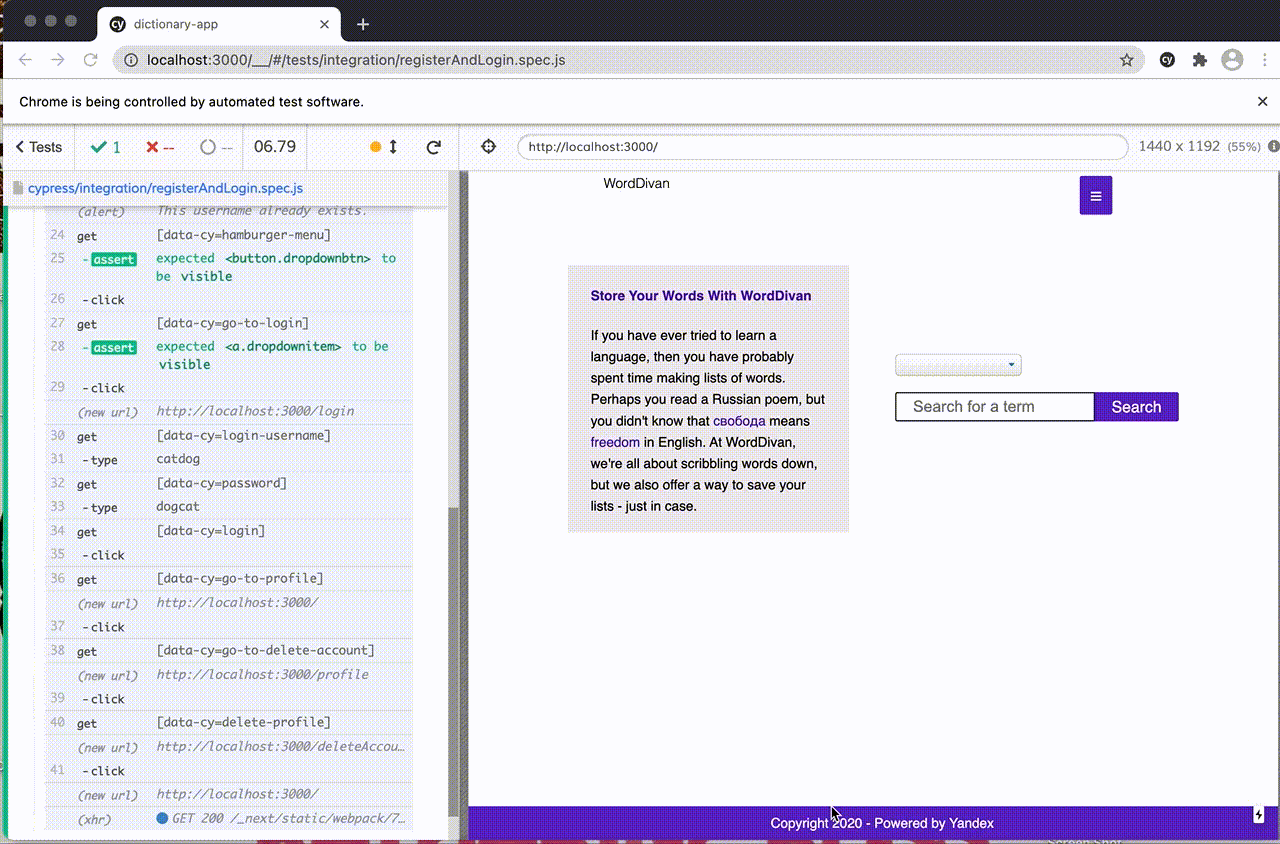 dictionary-app
localhost:3000/__/#/tests/integration/registerAndLogin.spec.js
Chrome is being controlled by automated test software.
Tests 1 -- -- 06.79
http://localhost:3000/
1440 x 1192 (55%)
cypress/integration/registerAndLogin.spec.js
(alert) This username already exists.
24 get [data-cy=hamburger-menu]
25 -assert expected <button.dropdownbtn> to
be visible
26 -click
27 get [data-cy=go-to-login]
28 -assert expected <a.dropdownitem> to be
visible
29 -click
(new url) http://localhost:3000/login
30 get [data-cy=login-username]
31 -type catdog
32 get [data-cy=password]
33 -type dogcat
34 get [data-cy=login]
35 -click
36 get [data-cy=go-to-profile]
(new url) http://localhost:3000/
37 -click
38 get [data-cy=go-to-delete-account]
(new url) http://localhost:3000/profile
39 -click
40 get [data-cy=delete-profile]
(new url) http://localhost:3000/deleteAccou…
41 -click
(new url) http://localhost:3000/
(xhr) GET 200 /_next/static/webpack/7…
WordDivan
Store Your Words With WordDivan
If you have ever tried to learn a
language, then you have probably
spent time making lists of words.
Perhaps you read a Russian poem, but
you didn't know that свобода means
freedom in English. At WordDivan,
we're all about scribbling words down,
but we also offer a way to save your
lists - just in case.
Search for a term
Search
Copyright 2020 - Powered by Yandex